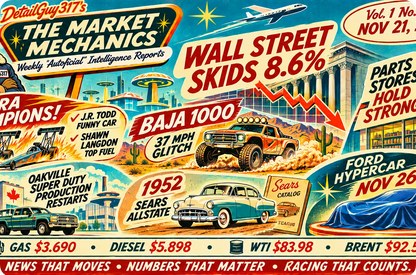 DetailGuy317's
THE MARKET
MECHANICS
Weekly 'Autoficial' Intelligence Reports
WALL STREET
SKIDS 8.6%
Vol. 1 No
NOV 21,
PARTS
STORES
HOLD
STRON
RA
PIONS!
✓ J.R. TODD
FUNNY CAR
✓ SHAWN
LANGDON
TOP FUEL
BAJA 1000
37 MPH
GLITCH
OAKVILLE
SUPER DUTY
PRODUCTION
RESTARTS
1952
SEARS
ALLSTATE
Sears
CATALOG
FORD
HYPERCAR
NOV 26
GAS $3.690 • DIESEL $5.898 • WTI $83.98 • BRENT $92.5
NEWS THAT MOVES • NUMBERS THAT MATTER • RACING THAT COUNTS